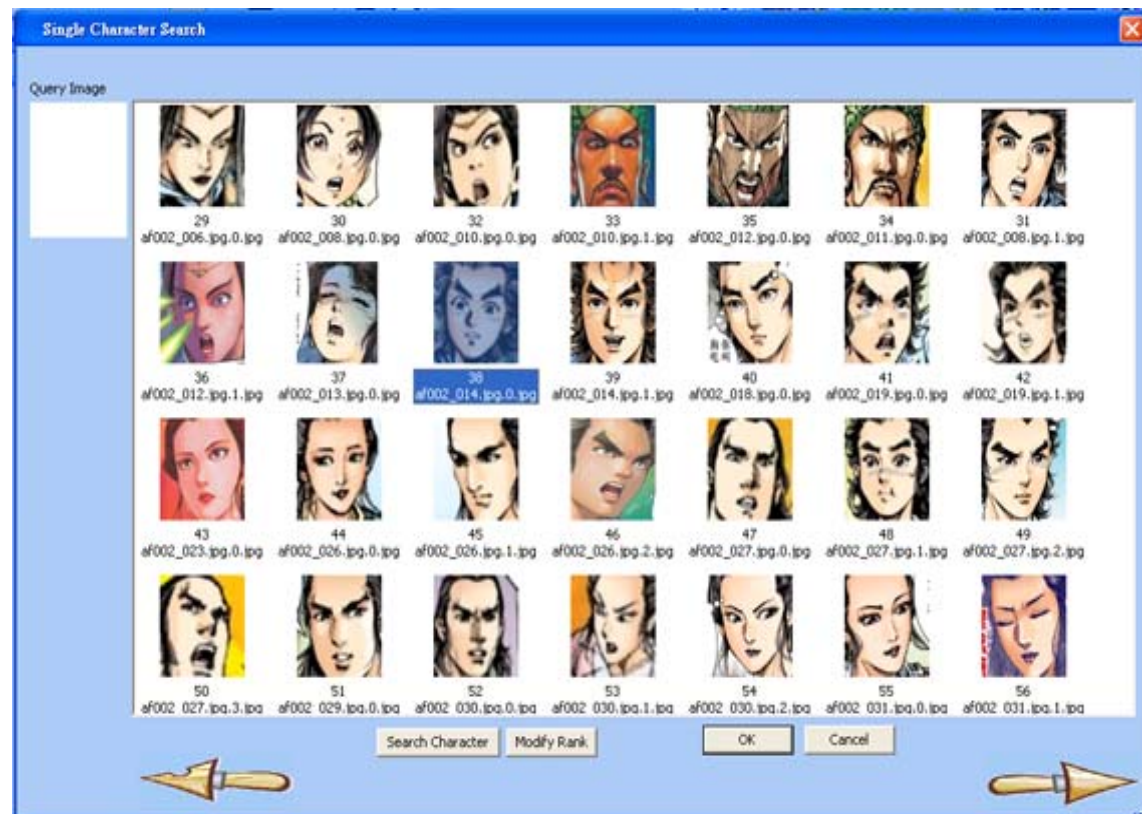 Single Character Search
Query Image
29 30 32 33 35 34 31
af002_006.jpg.0.jpg af002_008.jpg.0.jpg af002_010.jpg.0.jpg af002_010.jpg.1.jpg af002_012.jpg.0.jpg af002_011.jpg.0.jpg af002_008.jpg.1.jpg
36 37 38 39 40 41 42
af002_012.jpg.1.jpg af002_013.jpg.0.jpg af002_014.jpg.0.jpg af002_014.jpg.1.jpg af002_018.jpg.0.jpg af002_019.jpg.0.jpg af002_019.jpg.1.jpg
43 44 45 46 47 48 49
af002_023.jpg.0.jpg af002_026.jpg.0.jpg af002_026.jpg.1.jpg af002_026.jpg.2.jpg af002_027.jpg.0.jpg af002_027.jpg.1.jpg af002_027.jpg.2.jpg
50 51 52 53 54 55 56
af002_027.jpg.3.jpg af002_029.jpg.0.jpg af002_030.jpg.0.jpg af002_030.jpg.1.jpg af002_030.jpg.2.jpg af002_031.jpg.0.jpg af002_031.jpg.1.jpg
Search Character Modify Rank OK Cancel